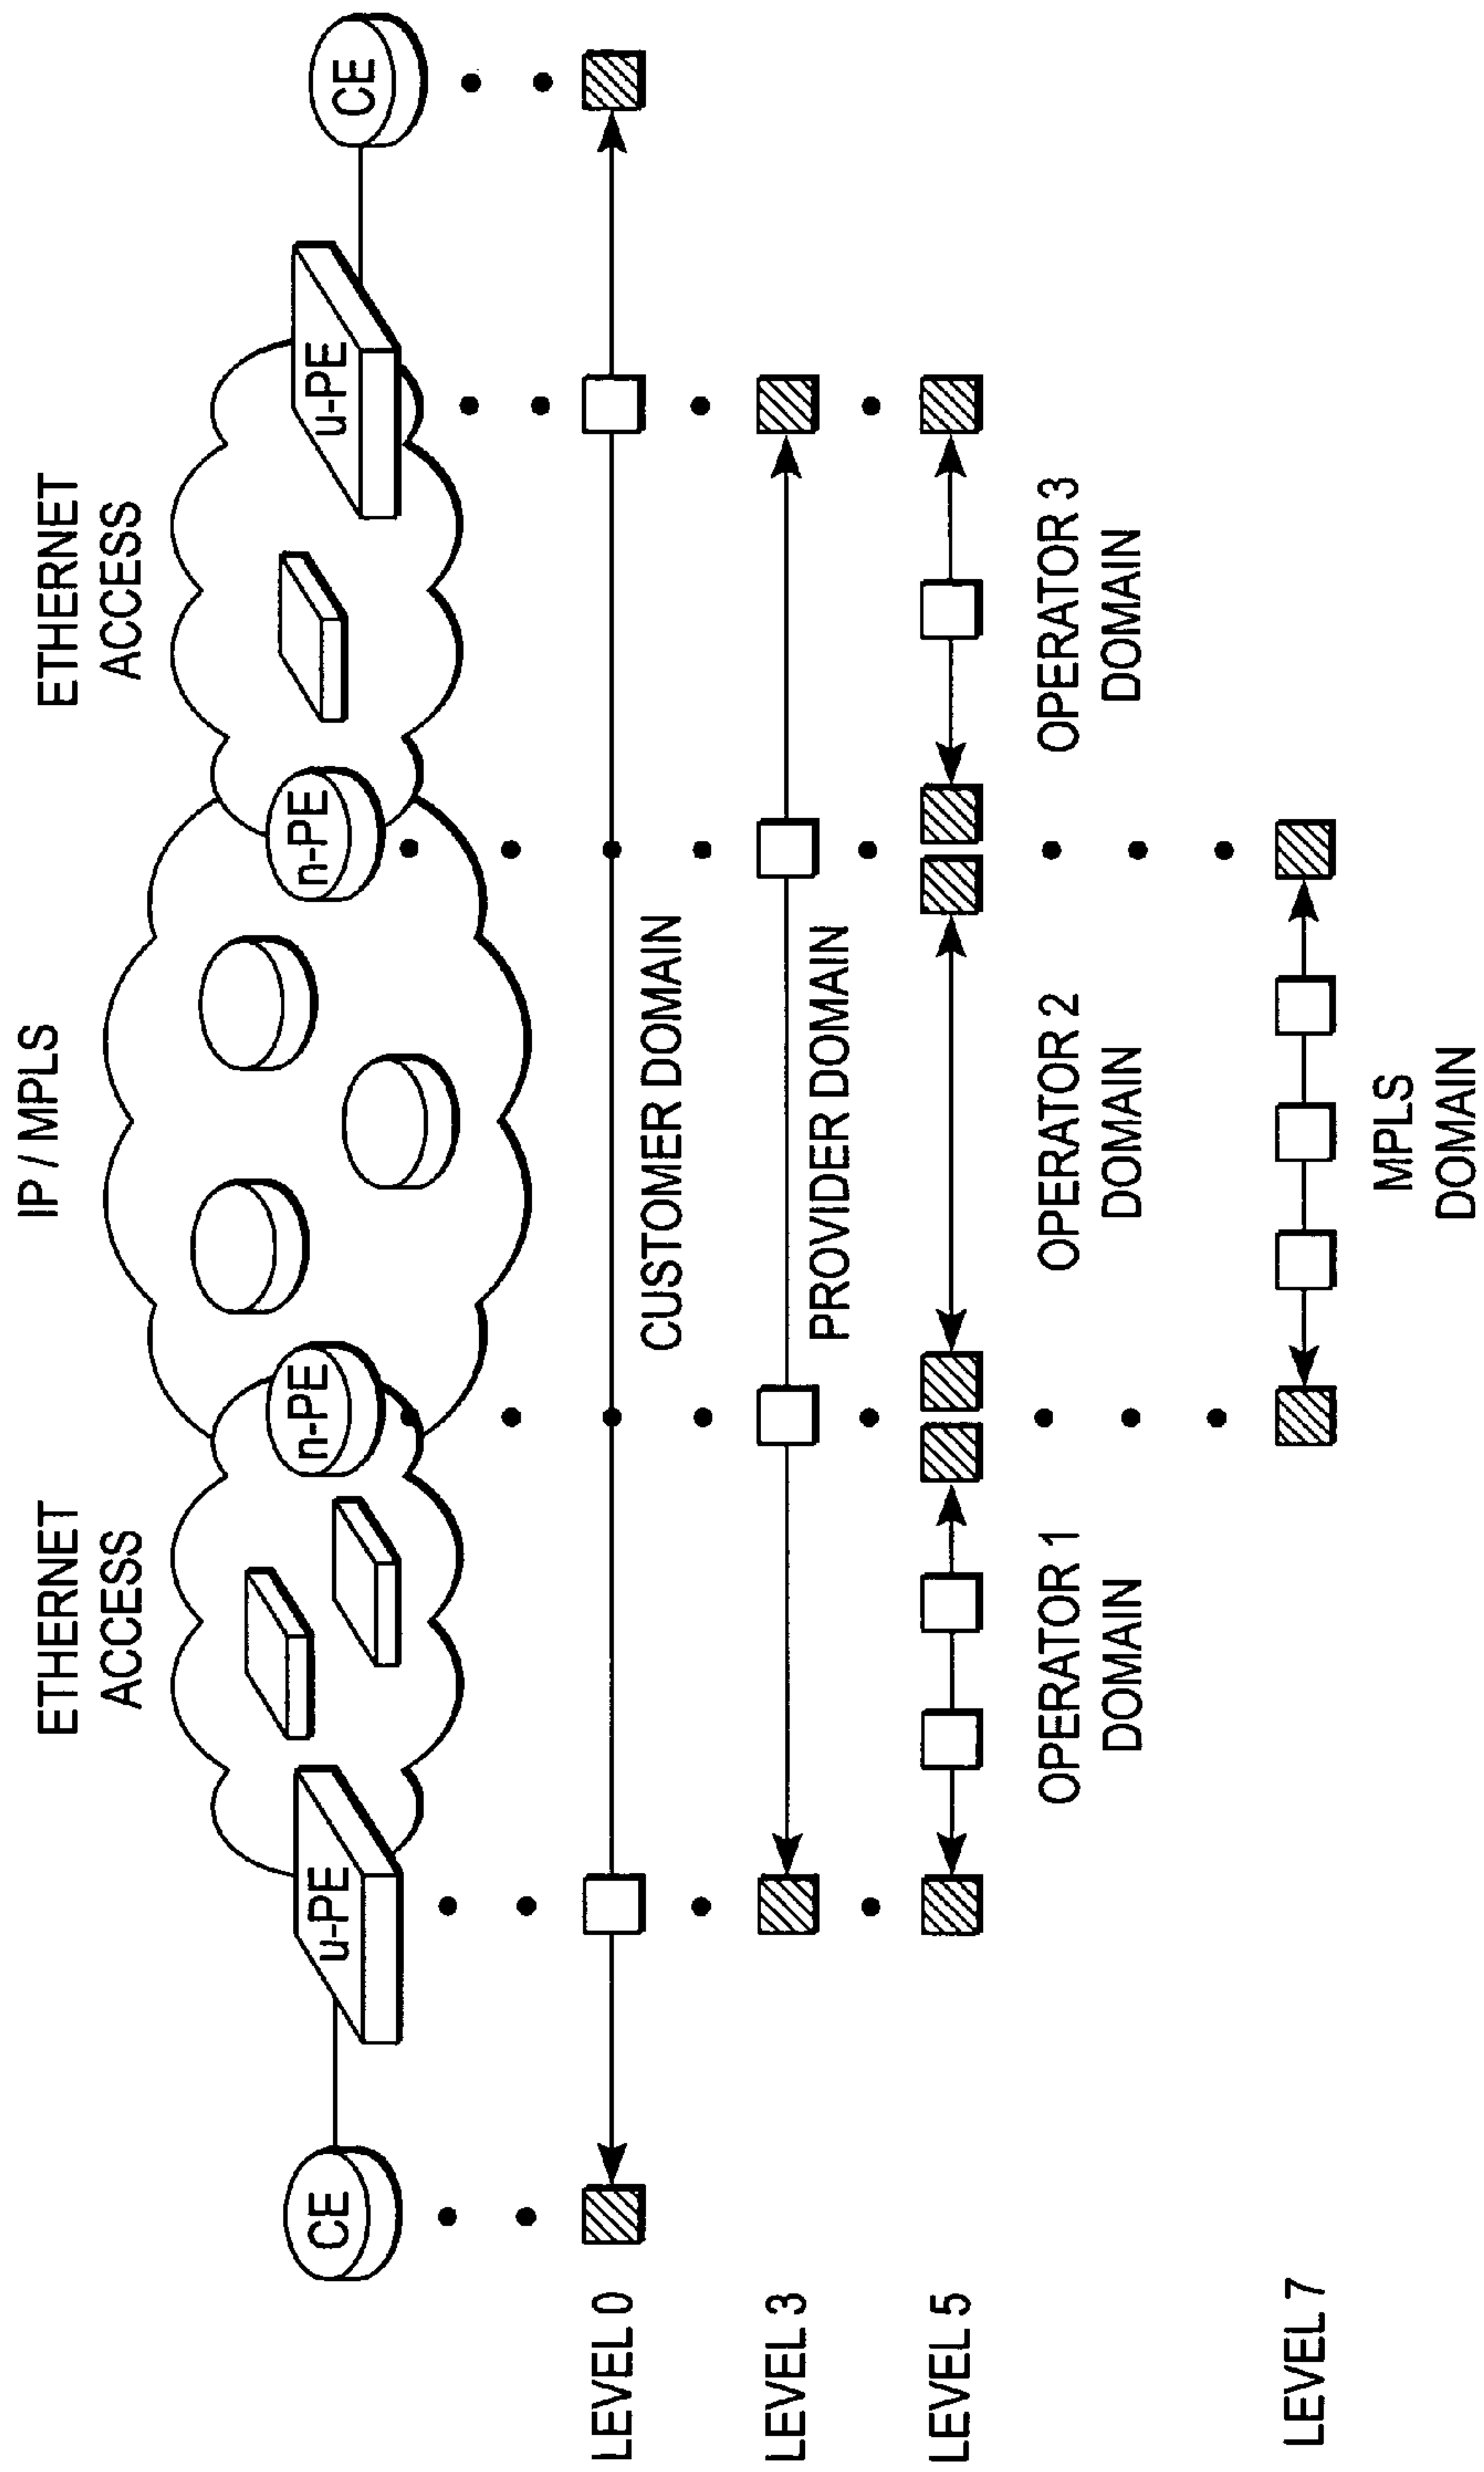 ETHERNET
ACCESS
IP / MPLS
ETHERNET
ACCESS
CE
u-PE
n-PE
n-PE
u-PE
CE
LEVEL 0
CUSTOMER DOMAIN
LEVEL 3
PROVIDER DOMAIN
LEVEL 5
OPERATOR 1
DOMAIN
OPERATOR 2
DOMAIN
OPERATOR 3
DOMAIN
LEVEL 7
MPLS
DOMAIN